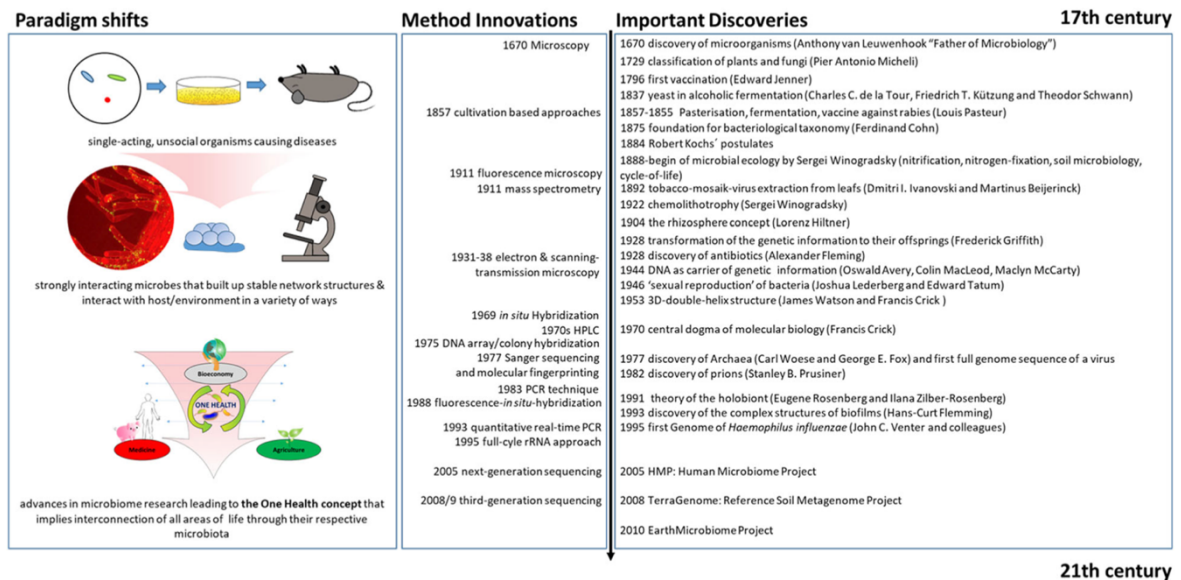 Paradigm shifts
Method Innovations
Important Discoveries
17th century
single-acting, unsocial organisms causing diseases
strongly interacting microbes that built up stable network structures &
interact with host/environment in a variety of ways
Bioeconomy
ONE HEALTH
Medicine
Agriculture
advances in microbiome research leading to the One Health concept that
implies interconnection of all areas of life through their respective
microbiota
1670 Microscopy
1857 cultivation based approaches
1911 fluorescence microscopy
1911 mass spectrometry
1931-38 electron & scanning-
transmission microscopy
1969 in situ Hybridization
1970s HPLC
1975 DNA array/colony hybridization
1977 Sanger sequencing
and molecular fingerprinting
1983 PCR technique
1988 fluorescence-in situ-hybridization
1993 quantitative real-time PCR
1995 full-cyle rRNA approach
2005 next-generation sequencing
2008/9 third-generation sequencing
1670 discovery of microorganisms (Anthony van Leuwenhook “Father of Microbiology”)
1729 classification of plants and fungi (Pier Antonio Micheli)
1796 first vaccination (Edward Jenner)
1837 yeast in alcoholic fermentation (Charles C. de la Tour, Friedrich T. Kützung and Theodor Schwann)
1857-1855 Pasterisation, fermentation, vaccine against rabies (Louis Pasteur)
1875 foundation for bacteriological taxonomy (Ferdinand Cohn)
1884 Robert Kochs´ postulates
1888-begin of microbial ecology by Sergei Winogradsky (nitrification, nitrogen-fixation, soil microbiology,
cycle-of-life)
1892 tobacco-mosaik-virus extraction from leafs (Dmitri I. Ivanovski and Martinus Beijerinck)
1922 chemolithotrophy (Sergei Winogradsky)
1904 the rhizosphere concept (Lorenz Hiltner)
1928 transformation of the genetic information to their offsprings (Frederick Griffith)
1928 discovery of antibiotics (Alexander Fleming)
1944 DNA as carrier of genetic information (Oswald Avery, Colin MacLeod, Maclyn McCarty)
1946 ‘sexual reproduction’ of bacteria (Joshua Lederberg and Edward Tatum)
1953 3D-double-helix structure (James Watson and Francis Crick )
1970 central dogma of molecular biology (Francis Crick)
1977 discovery of Archaea (Carl Woese and George E. Fox) and first full genome sequence of a virus
1982 discovery of prions (Stanley B. Prusiner)
1991 theory of the holobiont (Eugene Rosenberg and Ilana Zilber-Rosenberg)
1993 discovery of the complex structures of biofilms (Hans-Curt Flemming)
1995 first Genome of Haemophilus influenzae (John C. Venter and colleagues)
2005 HMP: Human Microbiome Project
2008 TerraGenome: Reference Soil Metagenome Project
2010 EarthMicrobiome Project
21th century